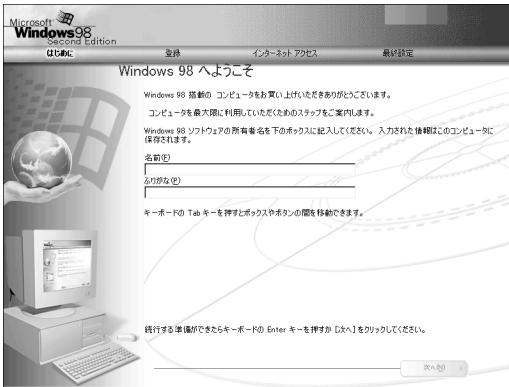 Microsoft
Windows98
Second Edition
はじめに 登録 インターネット アクセス 最終設定
Windows 98 へようこそ
Windows 98 搭載の コンピュータをお買い上げいただきありがとうございます。
コンピュータを最大限に利用していただくためのステップをご案内します。
Windows 98 ソフトウェアの所有者名を下のボックスに記入してください。 入力された情報はこのコンピュータに
保存されます。
名前(F)
ふりがな(P)
キーボードの Tab キーを押すとボックスやボタンの間を移動できます。
続行する準備ができたらキーボードの Enter キーを押すか [次へ] をクリックしてください。
次へ(N)